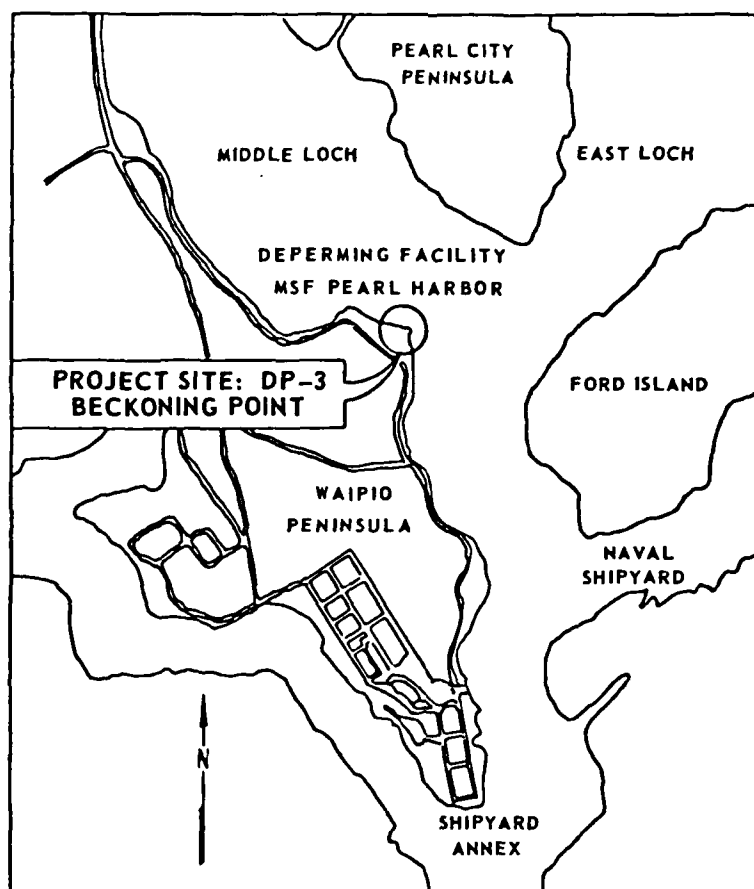 PEARL CITY
PENINSULA
MIDDLE LOCH
EAST LOCH
DEPERMING FACILITY
MSF PEARL HARBOR
PROJECT SITE: DP-3
BECKONING POINT
FORD ISLAND
WAIPIO
PENINSULA
NAVAL
SHIPYARD
N
SHIPYARD
ANNEX